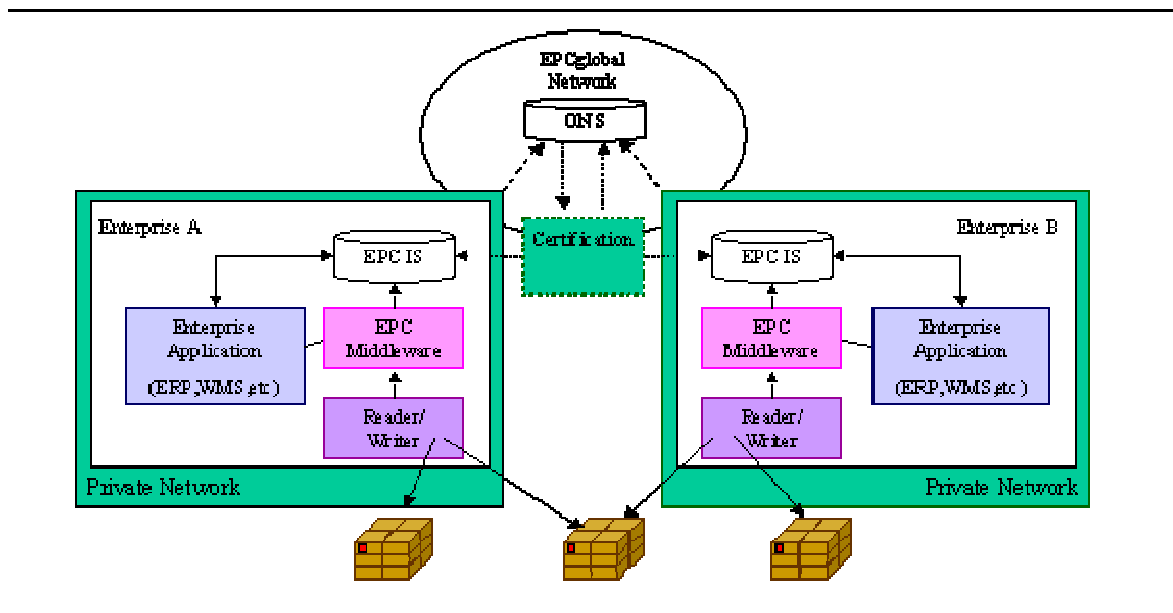 EPCglobal
Network
ONS
Enterprise A
EPC IS
Enterprise
Application
(ERP,WMS,etc)
EPC
Middleware
Reader/
Writer
Private Network
Certification
Enterprise B
EPC IS
EPC
Middleware
Enterprise
Application
(ERP,WMS,etc)
Reader/
Writer
Private Network